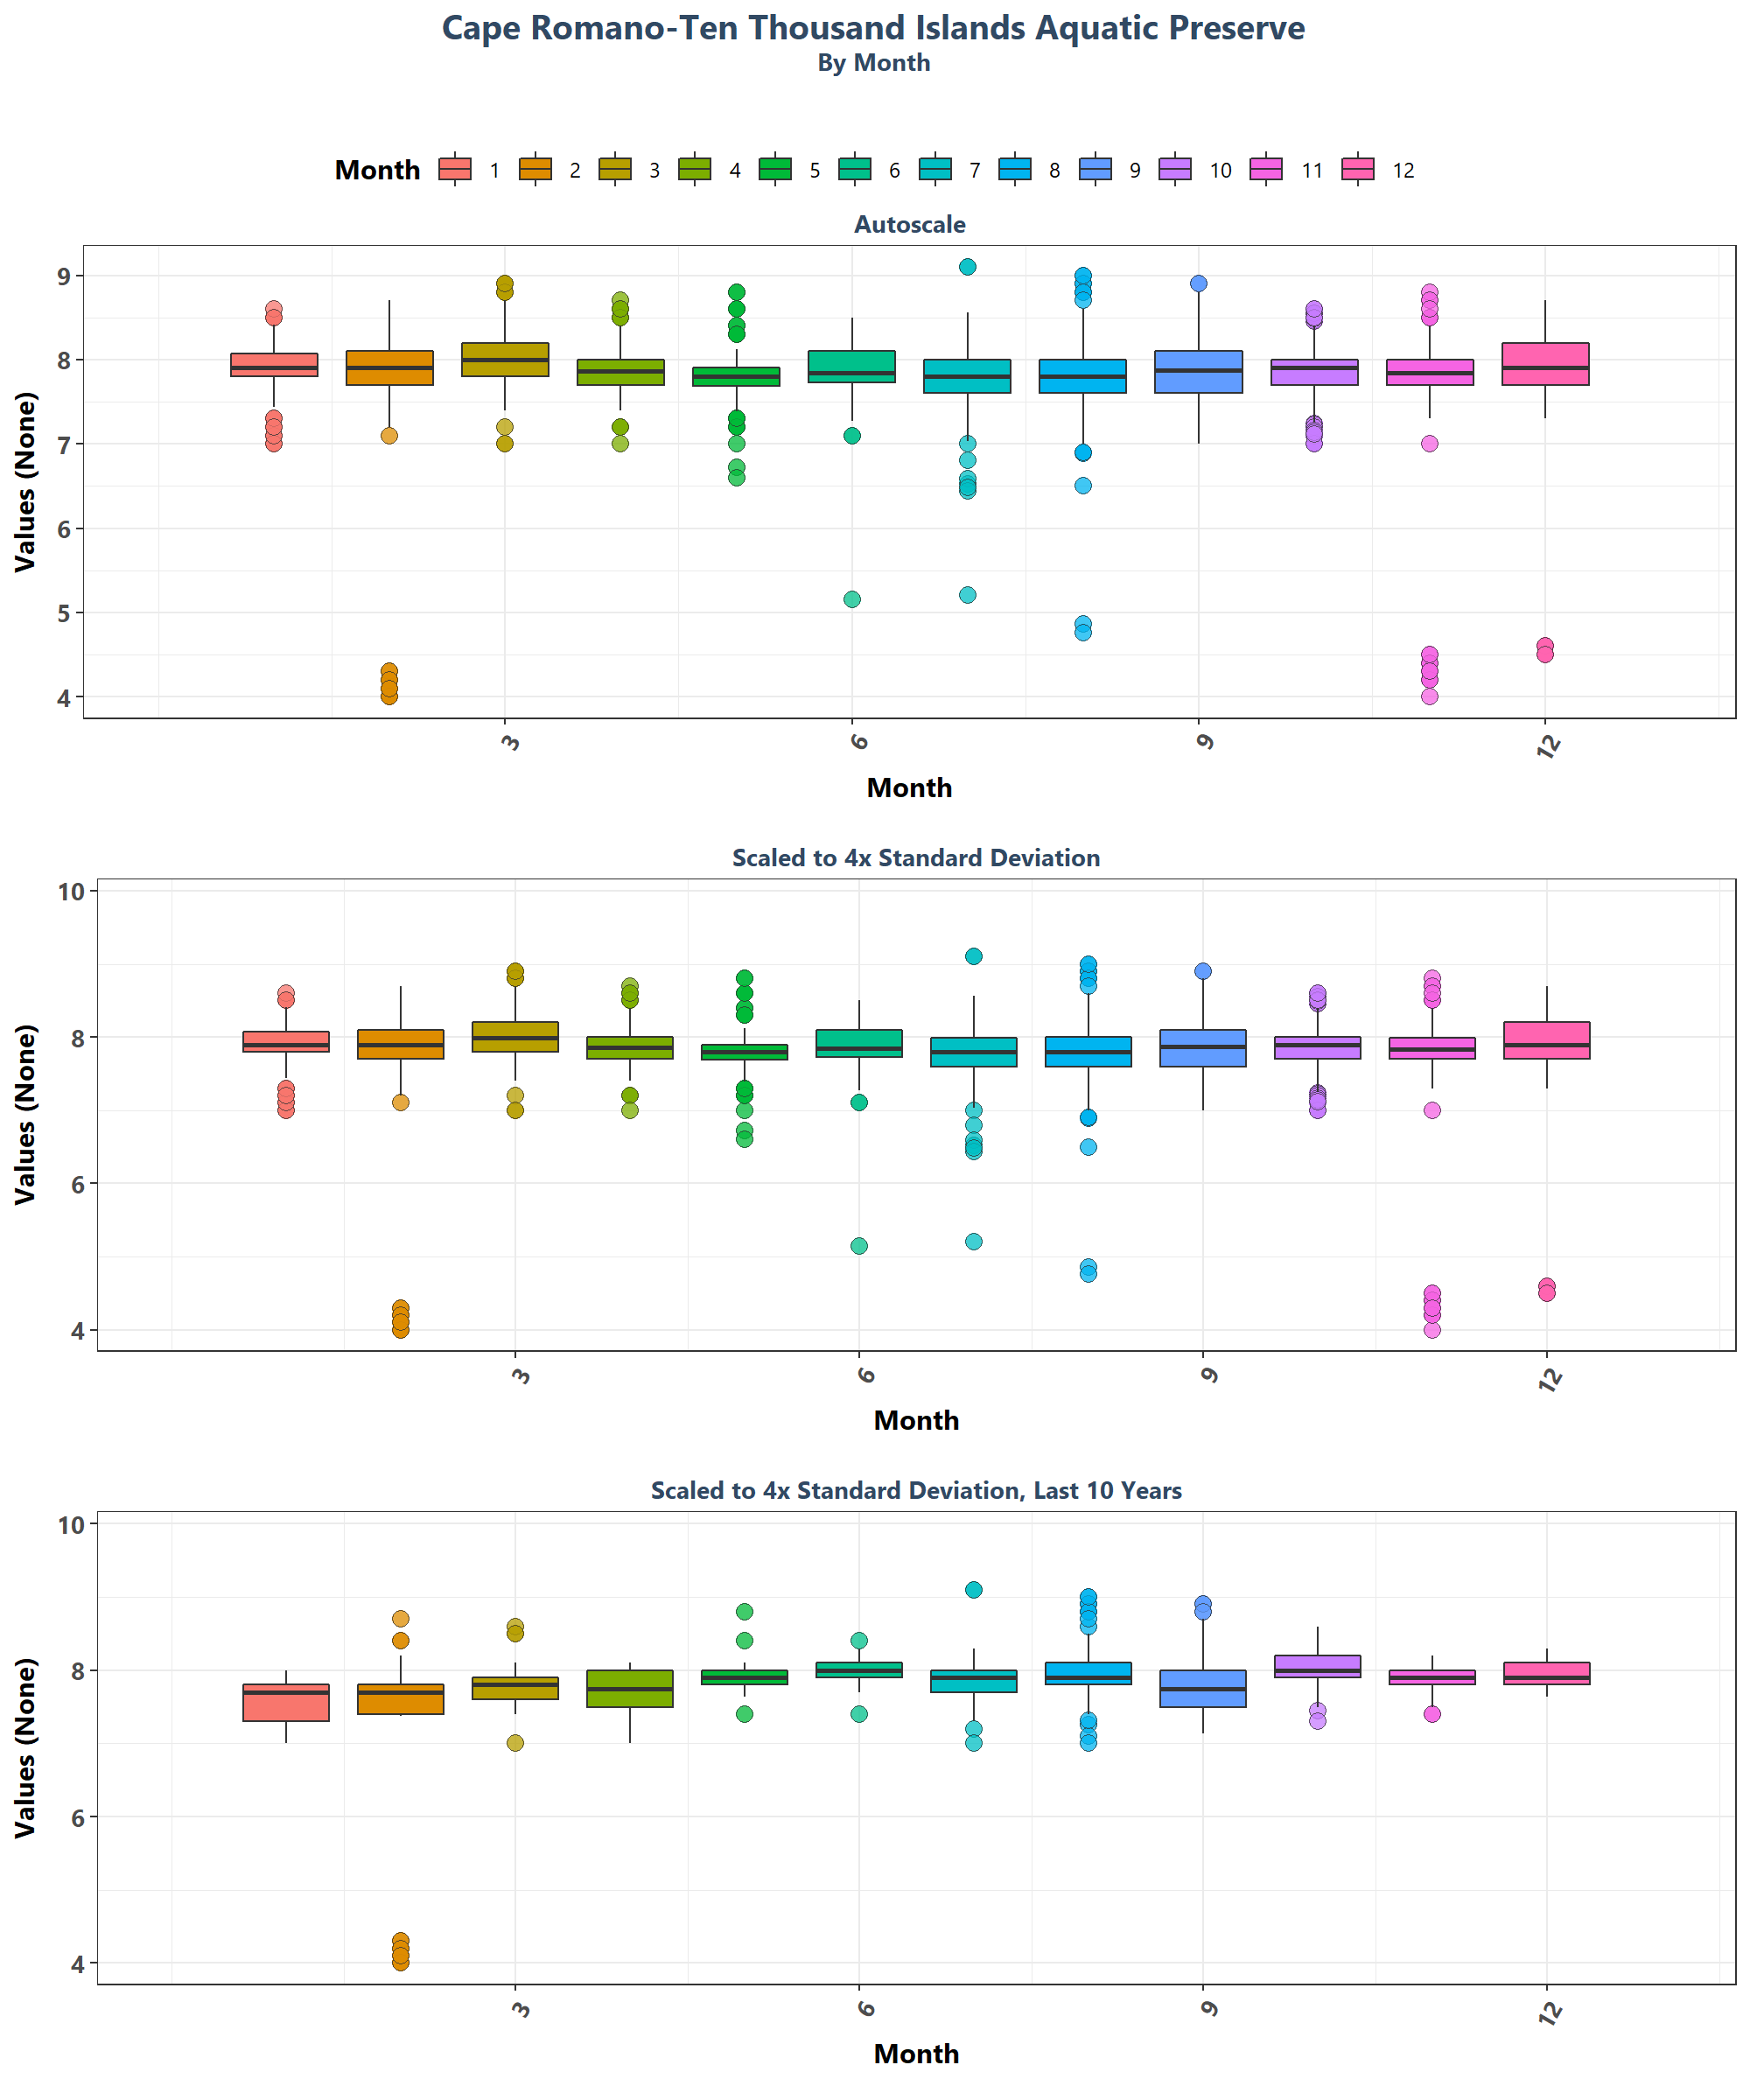 Cape Romano-Ten Thousand Islands Aquatic Preserve
By Month
Month 1 2 3 4 5 6 7 8 9 10 11 12
Autoscale
Values (None)
9
8
7
6
5
4
3 6 9 12
Month
Scaled to 4x Standard Deviation
Values (None)
10
8
6
4
3 6 9 12
Month
Scaled to 4x Standard Deviation, Last 10 Years
Values (None)
10
8
6
4
3 6 9 12
Month